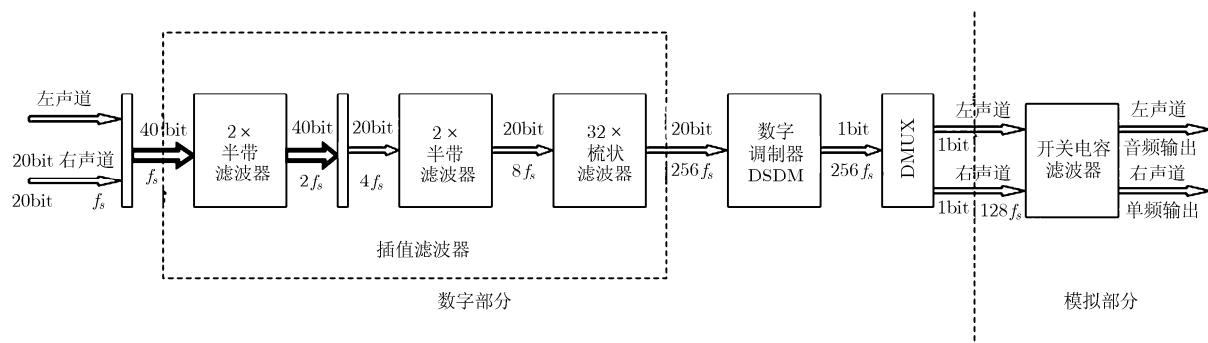 左声道
20bit 右声道
20bit
f_s
40 bit
f_s
2×
半带
滤波器
40bit
2f_s
20bit
4f_s
2×
半带
滤波器
20bit
8f_s
32×
梳状
滤波器
20bit
256f_s
数字
调制器
DSDM
1bit
256f_s
DMUX
左声道
1bit
右声道
1bit
128f_s
开关电容
滤波器
左声道
音频输出
右声道
单频输出
插值滤波器
数字部分
模拟部分